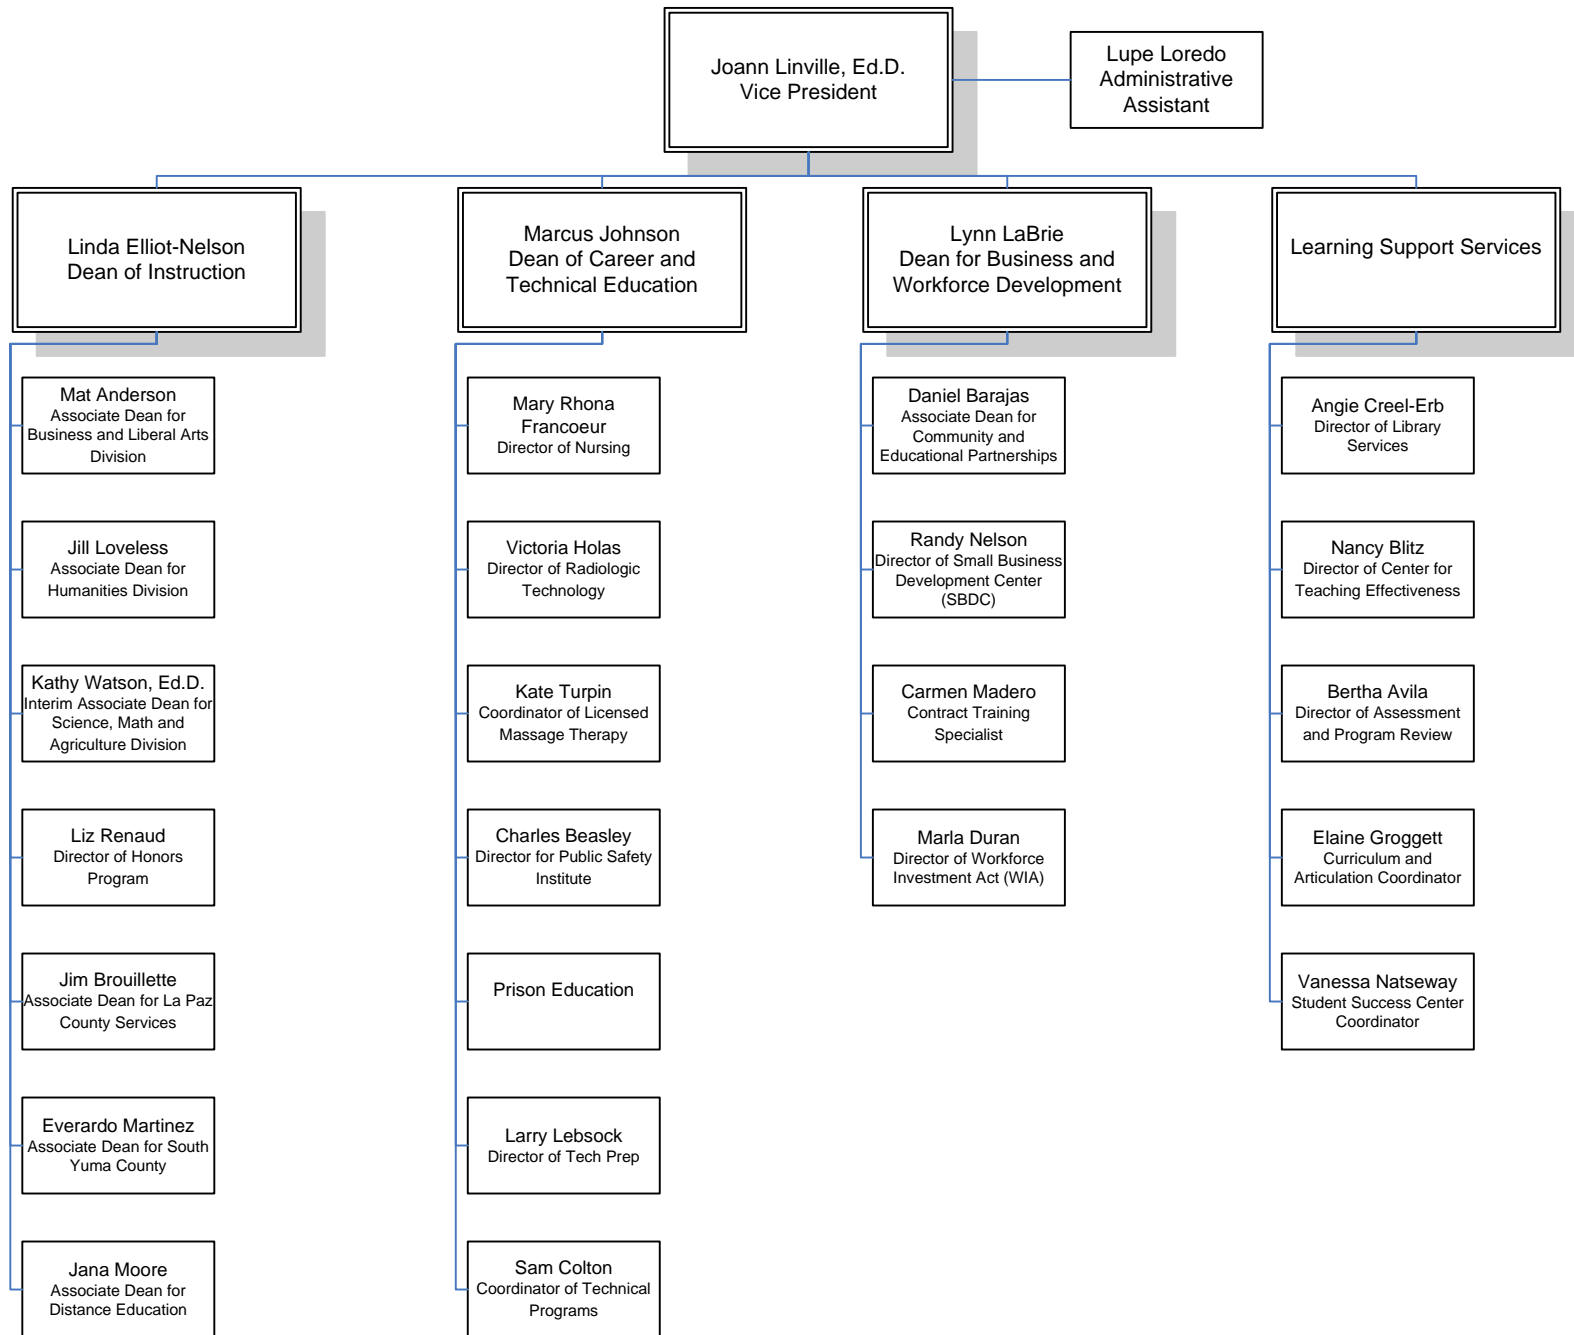 Joann Linville, Ed.D.
Vice President
Lupe Loredo
Administrative
Assistant
Linda Elliot-Nelson
Dean of Instruction
Marcus Johnson
Dean of Career and
Technical Education
Lynn LaBrie
Dean for Business and
Workforce Development
Learning Support Services
Mat Anderson
Associate Dean for
Business and Liberal Arts
Division
Jill Loveless
Associate Dean for
Humanities Division
Kathy Watson, Ed.D.
Interim Associate Dean for
Science, Math and
Agriculture Division
Liz Renaud
Director of Honors
Program
Jim Brouillette
Associate Dean for La Paz
County Services
Everardo Martinez
Associate Dean for South
Yuma County
Jana Moore
Associate Dean for
Distance Education
Mary Rhona
Francoeur
Director of Nursing
Victoria Holas
Director of Radiologic
Technology
Kate Turpin
Coordinator of Licensed
Massage Therapy
Charles Beasley
Director for Public Safety
Institute
Prison Education
Larry Lebsock
Director of Tech Prep
Sam Colton
Coordinator of Technical
Programs
Daniel Barajas
Associate Dean for
Community and
Educational Partnerships
Randy Nelson
Director of Small Business
Development Center
(SBDC)
Carmen Madero
Contract Training
Specialist
Marla Duran
Director of Workforce
Investment Act (WIA)
Angie Creel-Erb
Director of Library
Services
Nancy Blitz
Director of Center for
Teaching Effectiveness
Bertha Avila
Director of Assessment
and Program Review
Elaine Groggett
Curriculum and
Articulation Coordinator
Vanessa Natseway
Student Success Center
Coordinator